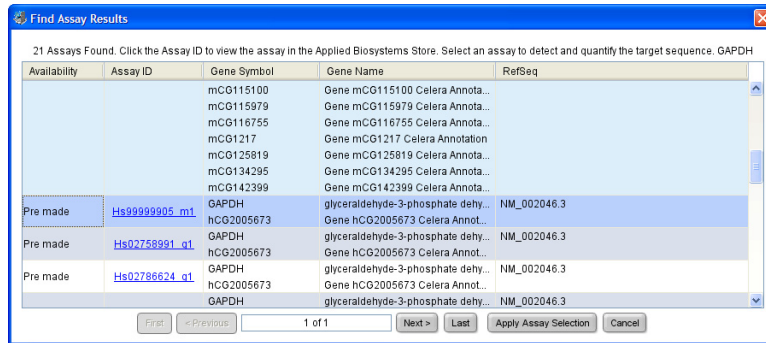 Find Assay Results
21 Assays Found. Click the Assay ID to view the assay in the Applied Biosystems Store. Select an assay to detect and quantify the target sequence. GAPDH
Availability Assay ID Gene Symbol Gene Name RefSeq
mCG115100 Gene mCG115100 Celera Annota...
mCG115979 Gene mCG115979 Celera Annota...
mCG116755 Gene mCG116755 Celera Annota...
mCG1217 Gene mCG1217 Celera Annotation
mCG125819 Gene mCG125819 Celera Annota...
mCG134295 Gene mCG134295 Celera Annota...
mCG142399 Gene mCG142399 Celera Annota...
Pre made Hs99999905_m1 GAPDH glyceraldehyde-3-phosphate dehy... NM_002046.3
hCG2005673 Gene hCG2005673 Celera Annot...
Pre made Hs02758991_g1 GAPDH glyceraldehyde-3-phosphate dehy... NM_002046.3
hCG2005673 Gene hCG2005673 Celera Annot...
Pre made Hs02786624_g1 GAPDH glyceraldehyde-3-phosphate dehy... NM_002046.3
hCG2005673 Gene hCG2005673 Celera Annot...
GAPDH glyceraldehyde-3-phosphate dehy... NM_002046.3
First < Previous 1 of 1 Next > Last Apply Assay Selection Cancel